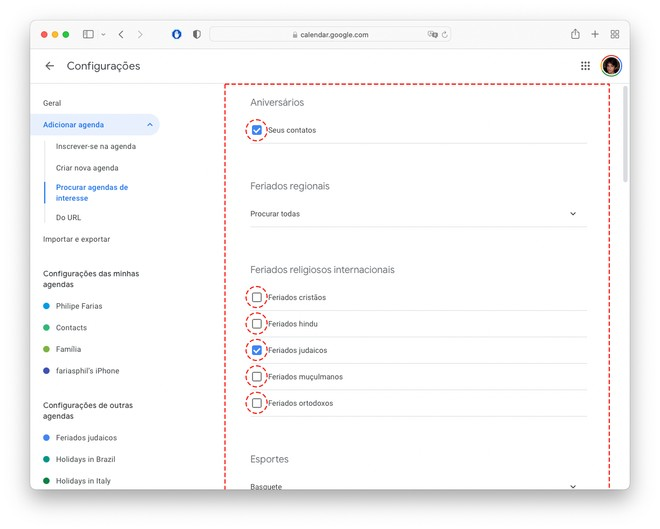 calendar.google.com
Configurações
Geral
Adicionar agenda
Inscrever-se na agenda
Criar nova agenda
Procurar agendas de
interesse
Do URL
Importar e exportar
Configurações das minhas
agendas
Philipe Farias
Contacts
Família
fariasphil's iPhone
Configurações de outras
agendas
Feriados judaicos
Holidays in Brazil
Holidays in Italy
Aniversários
Seus contatos
Feriados regionais
Procurar todas
Feriados religiosos internacionais
Feriados cristãos
Feriados hindu
Feriados judaicos
Feriados muçulmanos
Feriados ortodoxos
Esportes
Basquete